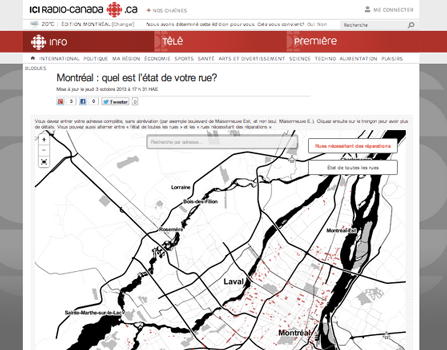 ICI RADIO-CANADA .ca + NOS CHAÎNES ME CONNECTER
20°C ÉDITION MONTRÉAL [Changer] Nous avons déterminé cette édition pour vous. Cela vous convient? Oui Non Recherche
INFO TÉLÉ PREMIÈRE
INTERNATIONAL POLITIQUE MA RÉGION ÉCONOMIE SPORTS SANTÉ ARTS ET DIVERTISSEMENT SCIENCE TECHNO ALIMENTATION PLAISIRS
BLOGUES
Montréal : quel est l'état de votre rue?
Mise à jour le jeudi 3 octobre 2013 à 17 h 31 HAE
3 0 Tweeter 0
Vous devez entrer votre adresse complète, sans abréviation (par exemple boulevard de Maisonneuve Est, et non boul. Maisonneuve E.). Cliquez ensuite sur le tronçon pour avoir plus
de détails. Vous pouvez aussi alterner entre « l'état de toutes les rues » et les « rues nécessitant des réparations ».
+ Recherche par adresse... Rues nécessitant des réparations
-
État de toutes les rues
Lorraine
Bois-des-Filion
Rosemère
Montréal-Est
Laval
Sainte-Marthe-sur-le-Lac
Montréal